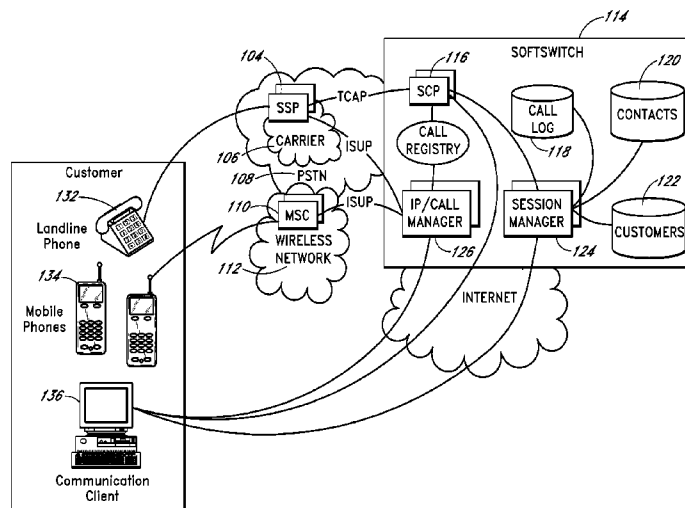 114
SOFTSWITCH
104
116
120
SSP
TCAP
SCP
CALL
LOG
118
CONTACTS
CARRIER
106
ISUP
CALL
REGISTRY
108
PSTN
110
MSC
ISUP
IP/CALL
MANAGER
126
SESSION
MANAGER
124
122
CUSTOMERS
WIRELESS
NETWORK
112
INTERNET
Customer
132
Landline
Phone
134
Mobile
Phones
136
Communication
Client